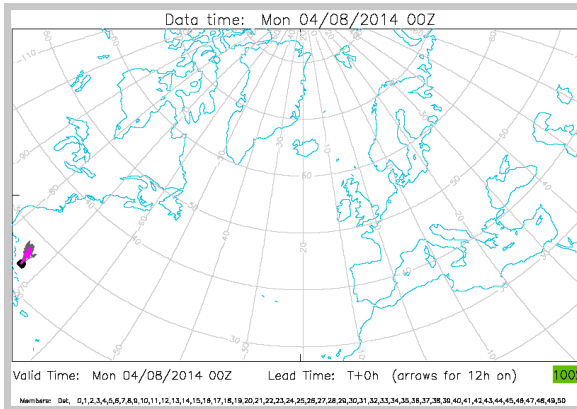 Data time: Mon 04/08/2014 00Z
Valid Time: Mon 04/08/2014 00Z Lead Time: T+0h (arrows for 12h on) 100%
Members: Det, 0,1,2,3,4,5,6,7,8,9,10,11,12,13,14,15,16,17,18,19,20,21,22,23,24,25,26,27,28,29,30,31,32,33,34,35,36,37,38,39,40,41,42,43,44,45,46,47,48,49,50